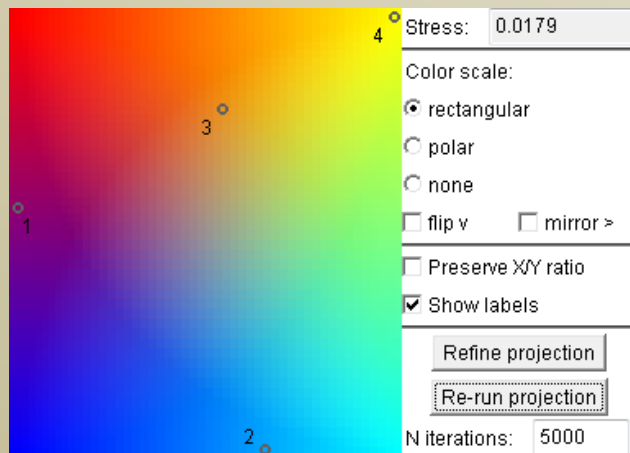 4
3
1
2
Stress: 0.0179
Color scale:
rectangular
polar
none
flip v mirror >
Preserve X/Y ratio
Show labels
Refine projection
Re-run projection
N iterations: 5000